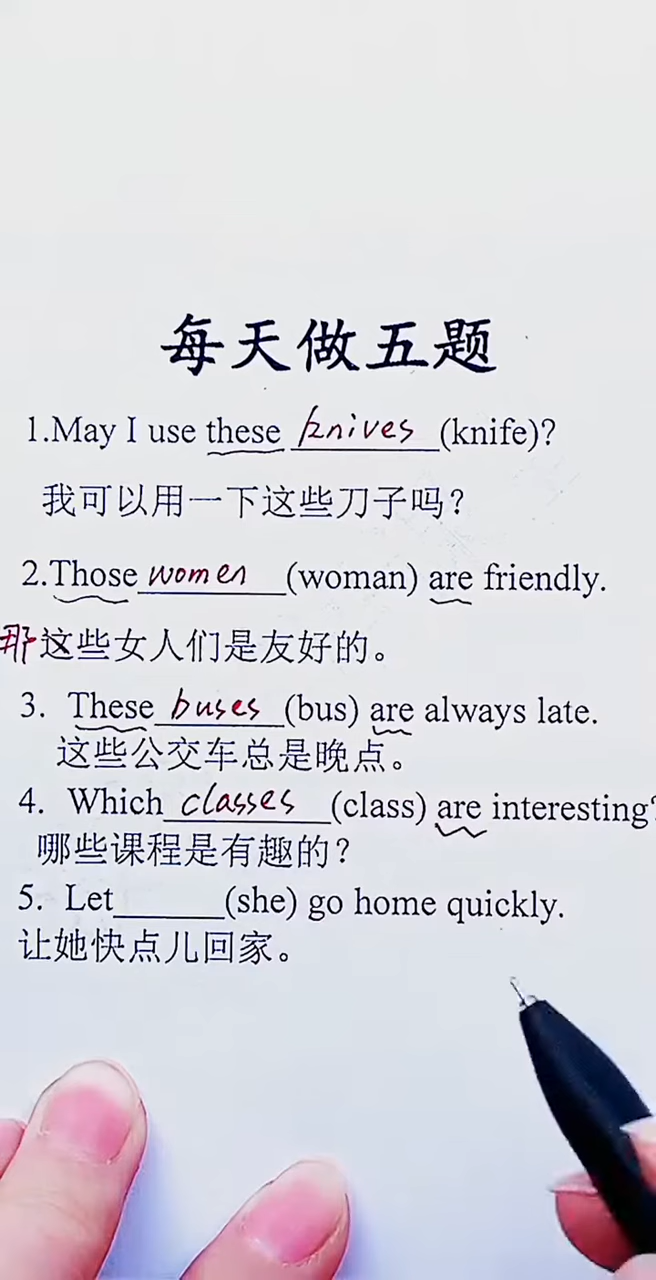 每天做五题
1.May I use these knives (knife)?
我可以用一下这些刀子吗？
2.Those women (woman) are friendly.
那这些女人们是友好的。
3. These buses (bus) are always late.
这些公交车总是晚点。
4. Which classes (class) are interesting?
哪些课程是有趣的？
5. Let______(she) go home quickly.
让她快点儿回家。